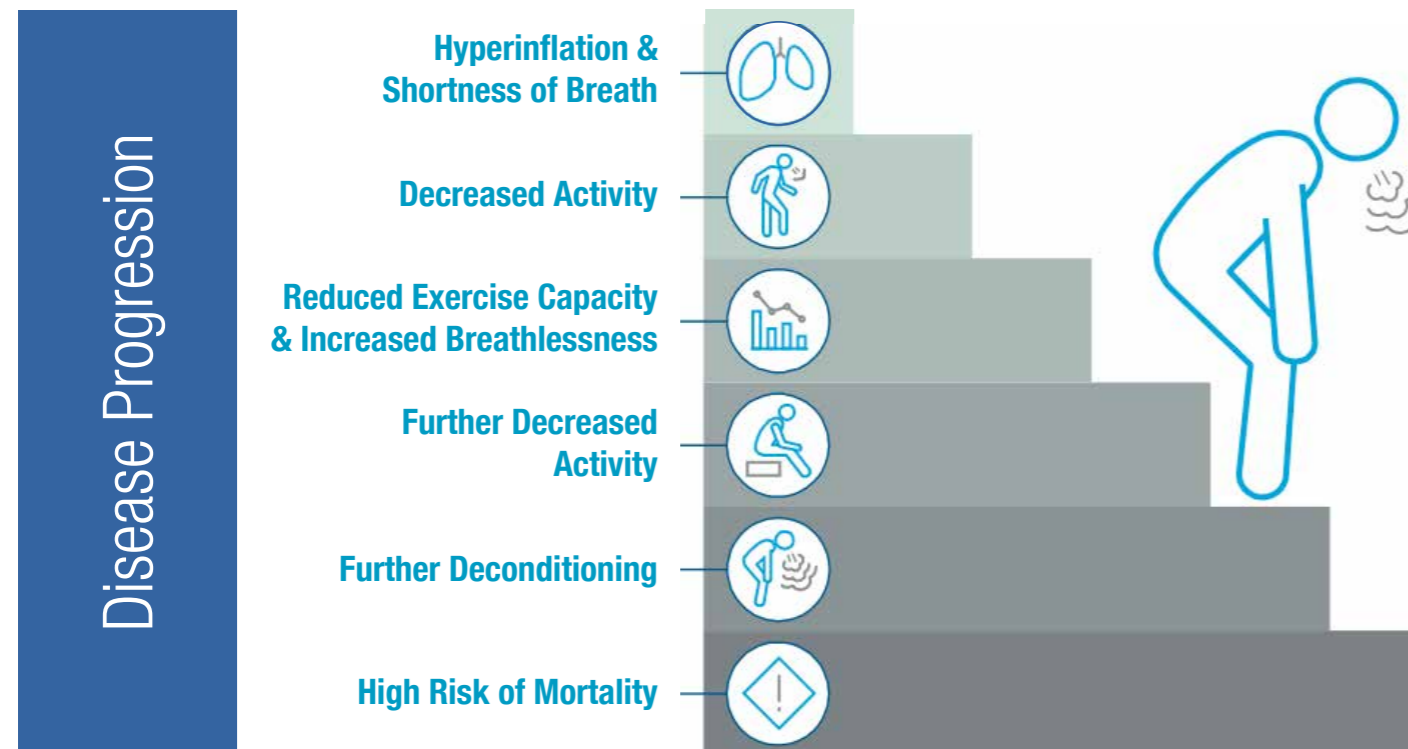 Disease Progression
Hyperinflation &
Shortness of Breath
Decreased Activity
Reduced Exercise Capacity
& Increased Breathlessness
Further Decreased
Activity
Further Deconditioning
High Risk of Mortality